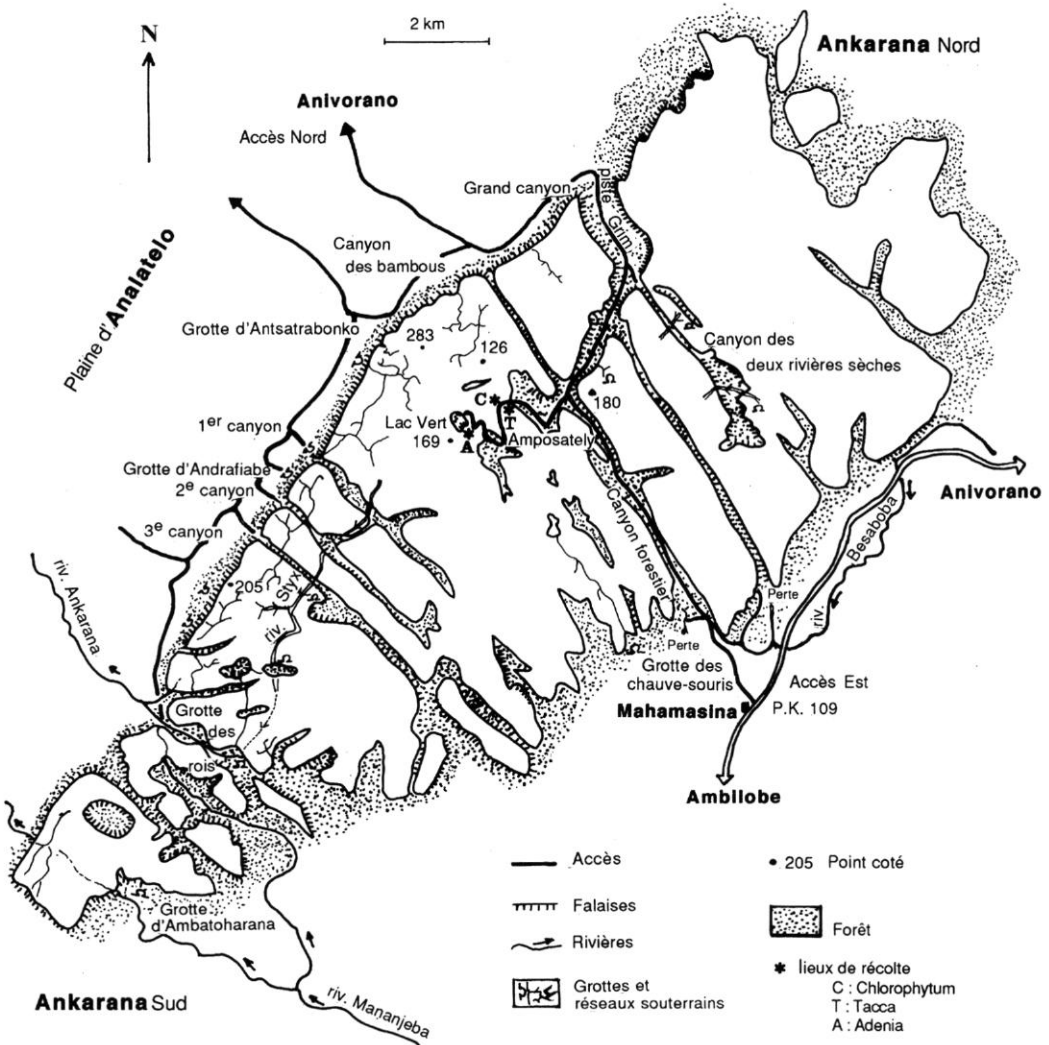 N
2 km
Ankarana Nord
Anivorano
Accès Nord
Grand canyon
piste Grim
Canyon
des bambous
Plaine d'Analatelo
Grotte d'Antsatrabonko
283
126
Canyon des
deux rivières sèches
180
C
T
Lac Vert
169
A
Amposately
1er canyon
Grotte d'Andrafiabe
2e canyon
3e canyon
Anivorano
Canyon forestier
riv. Besaboba
riv. Ankarana
205
riv. Styx
Perte
Perte
Grotte des
chauve-souris
Accès Est
Mahamasina
P.K. 109
Grotte
des
rois
Ambilobe
Grotte
d'Ambatoharana
Ankarana Sud
riv. Mananjeba
Accès
Falaises
Rivières
Grottes et
réseaux souterrains
205 Point coté
Forêt
lieux de récolte
C : Chlorophytum
T : Tacca
A : Adenia